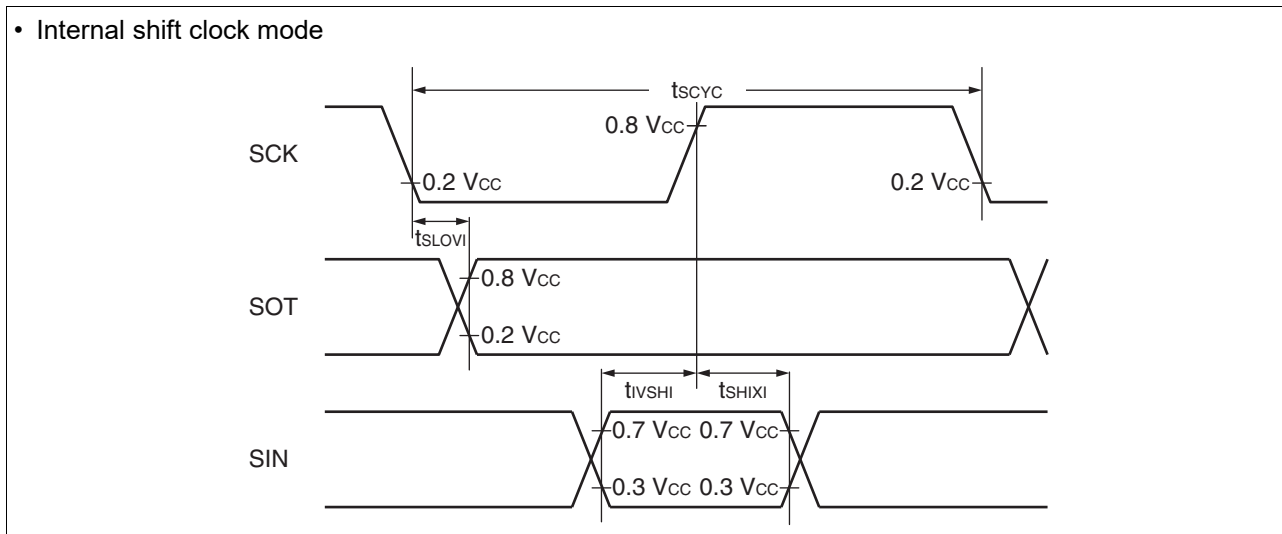 • Internal shift clock mode
tSCYC
0.8 VCC
SCK
0.2 VCC
0.2 VCC
tSLOVI
0.8 VCC
SOT
0.2 VCC
tIVSHI
tSHIXI
0.7 VCC 0.7 VCC
SIN
0.3 VCC 0.3 VCC